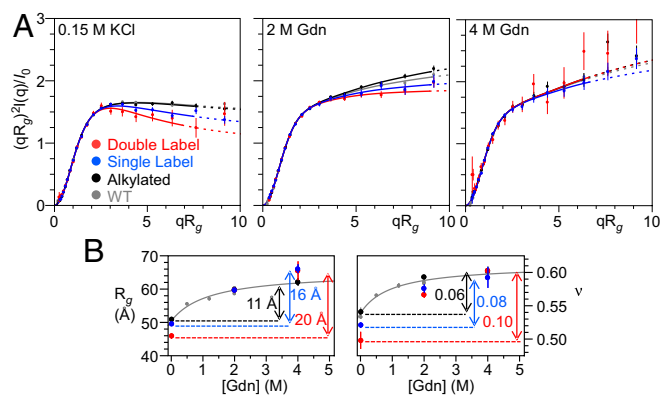 A
0.15 M KCl
2 M Gdn
4 M Gdn
(qRg)²I(q)/I0
3
2
1
0
Double Label
Single Label
Alkylated
WT
0 5 qRg 10
0 5 qRg 10
0 5 qRg 10
B
Rg
(Å)
70
60
50
40
11 Å
16 Å
20 Å
0 1 2 3 4 5
[Gdn] (M)
0.06
0.08
0.10
0.60
0.55
0.50
ν
0 1 2 3 4 5
[Gdn] (M)